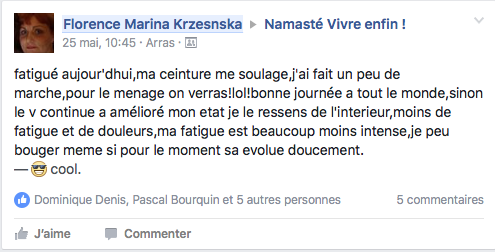 Florence Marina Krzesnska ▸ Namasté Vivre enfin !
25 mai, 10:45 · Arras ·
fatigué aujour'dhui,ma ceinture me soulage,j'ai fait un peu de
marche,pour le menage on verras!lol!bonne journée a tout le monde,sinon
le v continue a amélioré mon etat je le ressens de l'interieur,moins de
fatigue et de douleurs,ma fatigue est beaucoup moins intense,je peu
bouger meme si pour le moment sa evolue doucement.
— 😎 cool.
Dominique Denis, Pascal Bourquin et 5 autres personnes 5 commentaires
J'aime Commenter